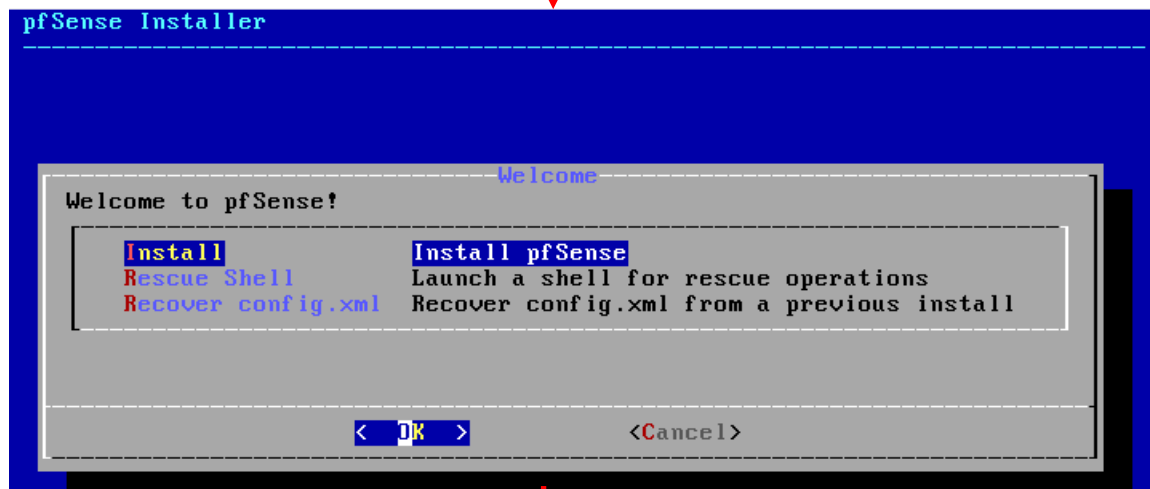 pfSense Installer
Welcome
Welcome to pfSense!
Install Install pfSense
Rescue Shell Launch a shell for rescue operations
Recover config.xml Recover config.xml from a previous install
< OK > <Cancel>